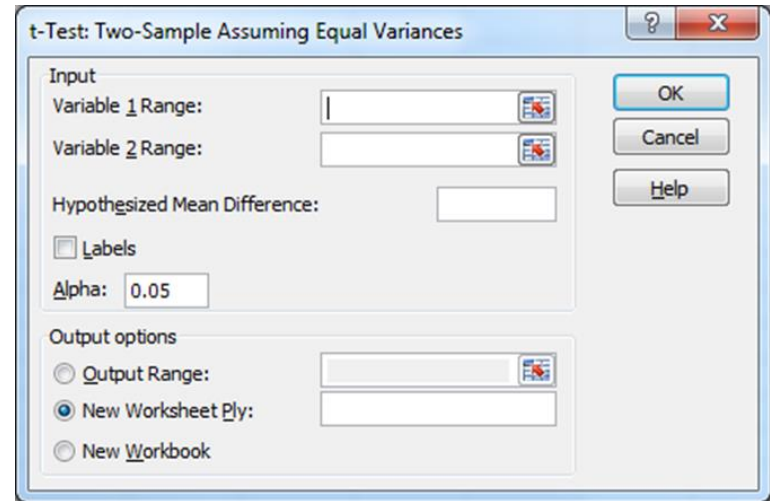 t-Test: Two-Sample Assuming Equal Variances
?
X
Input
Variable 1 Range:
Variable 2 Range:
Hypothesized Mean Difference:
Labels
Alpha: 0.05
OK
Cancel
Help
Output options
Output Range:
New Worksheet Ply:
New Workbook